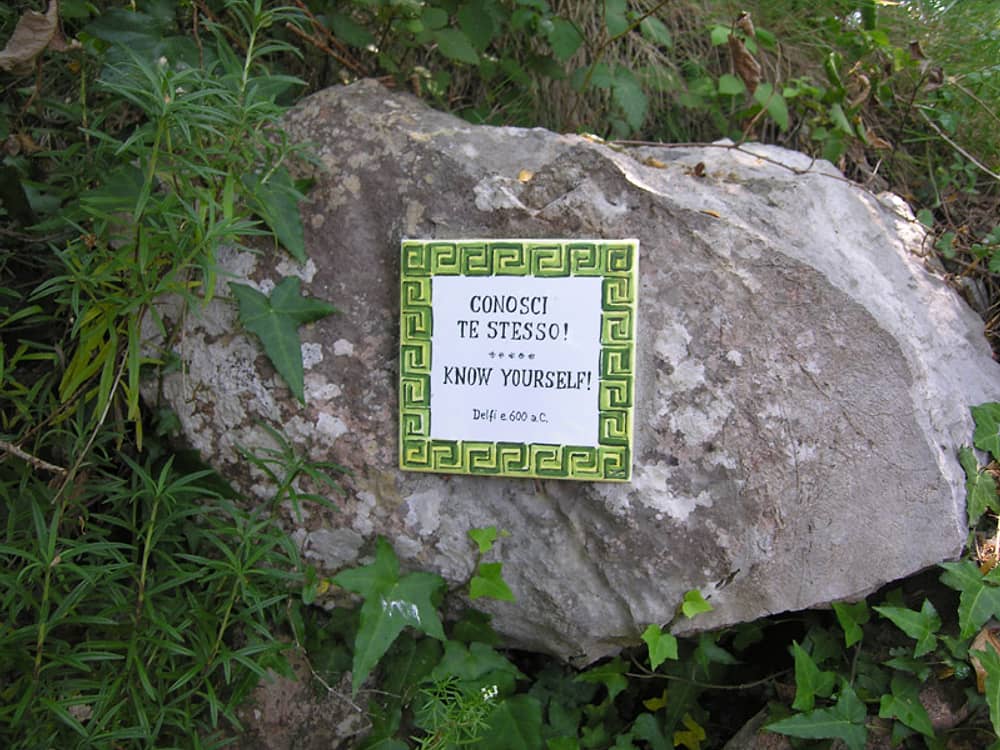 CONOSCI
TE STESSO!
KNOW YOURSELF!
Delfi e 600 a.C.